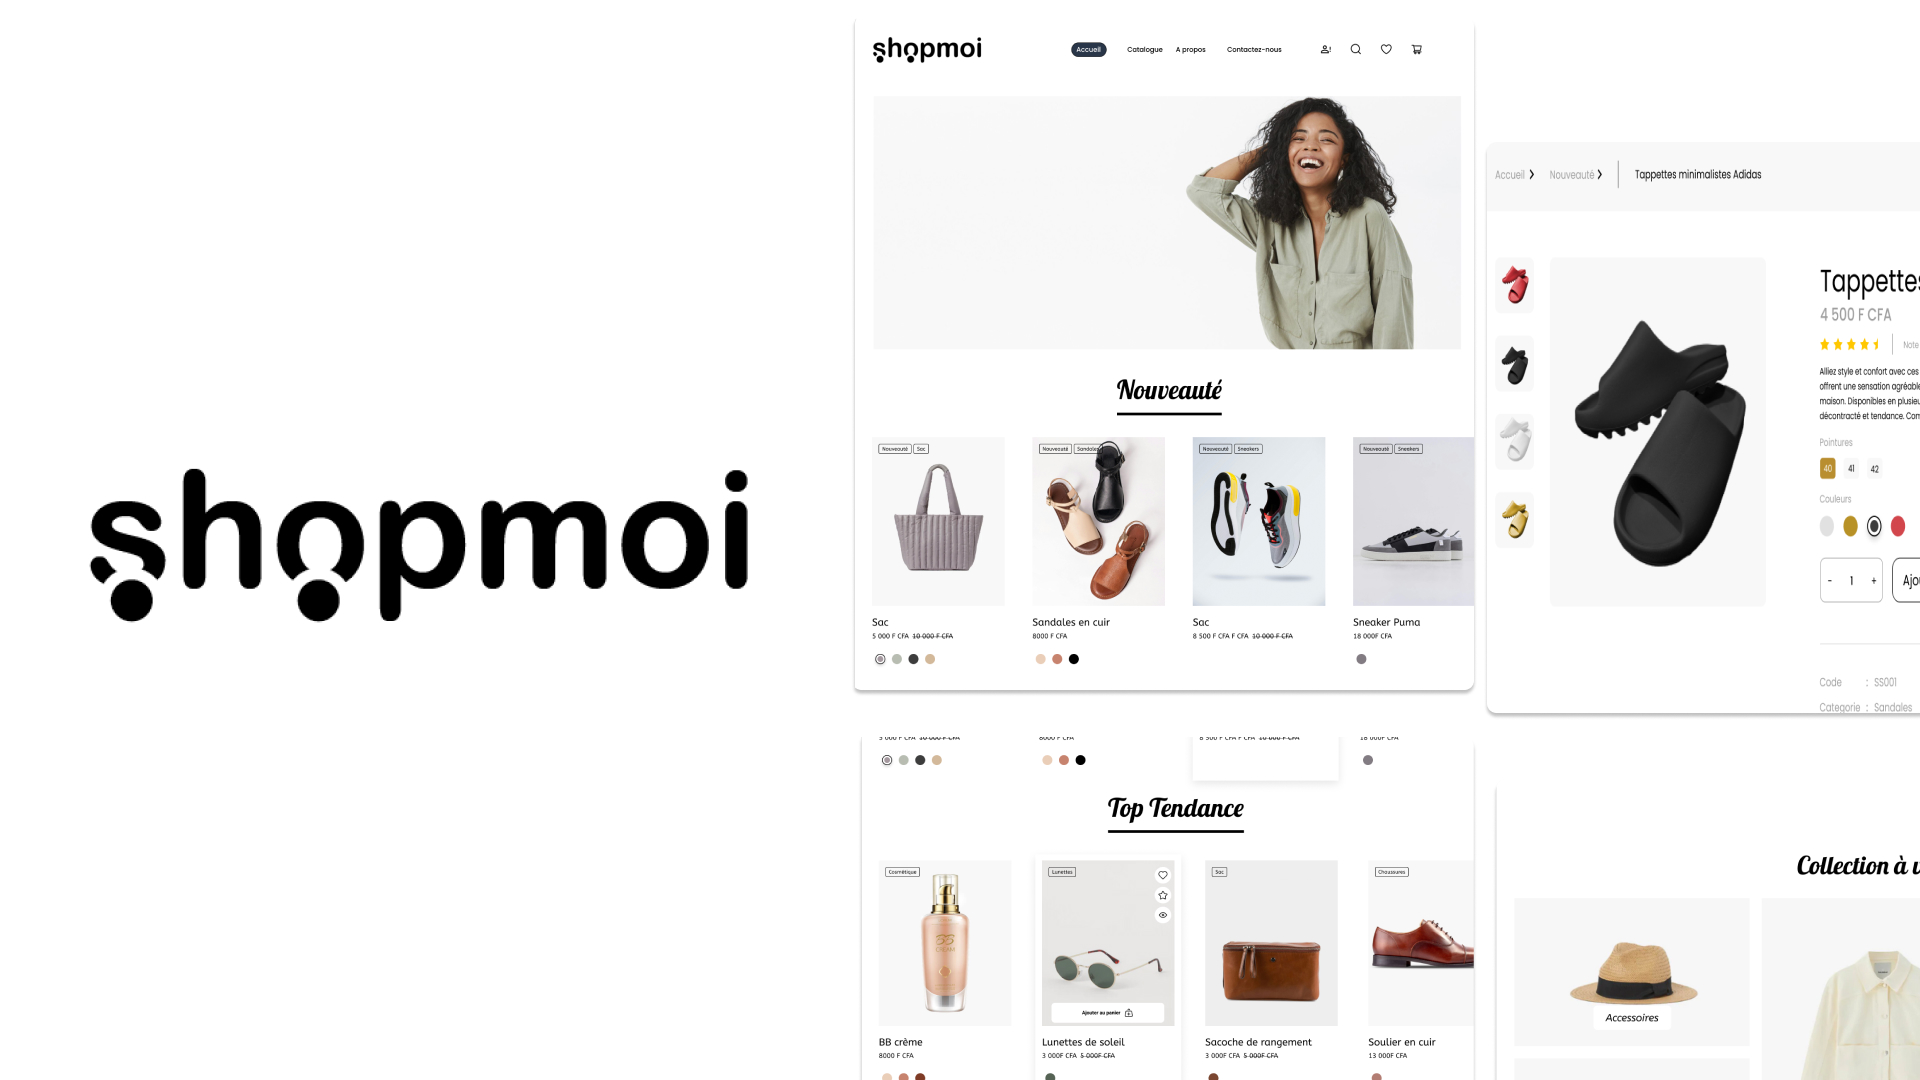 shopmoi
shopmoi
Accueil Catalogue A propos Contactez-nous
Nouveauté
Nouveauté Sac
Nouveauté Sandales
Nouveauté Sneakers
Nouveauté Sneakers
Sac
5 000 F CFA 10 000 F CFA
Sandales en cuir
8000 F CFA
Sac
8 500 F CFA F CFA 10 000 F CFA
Sneaker Puma
18 000F CFA
Accueil Nouveauté Tappettes minimalistes Adidas
Tappettes
4 500 F CFA
Note
Alliez style et confort avec ces
offrent une sensation agréable
maison. Disponibles en plusieu
décontracté et tendance. Con
Pointures
40 41 42
Couleurs
- 1 + Ajou
Code : SS001
Categorie : Sandales
5 000 F CFA 10 000 F CFA
8000 F CFA
8 500 F CFA F CFA 10 000 F CFA
18 000F CFA
Top Tendance
Cosmétique
Lunettes
Sac
Chaussures
BB
CREAM
Ajouter au panier
BB crème
8000 F CFA
Lunettes de soleil
3 000F CFA 5 000F CFA
Sacoche de rangement
3 000F CFA 5 000F CFA
Soulier en cuir
13 000F CFA
Collection à v
Accessoires